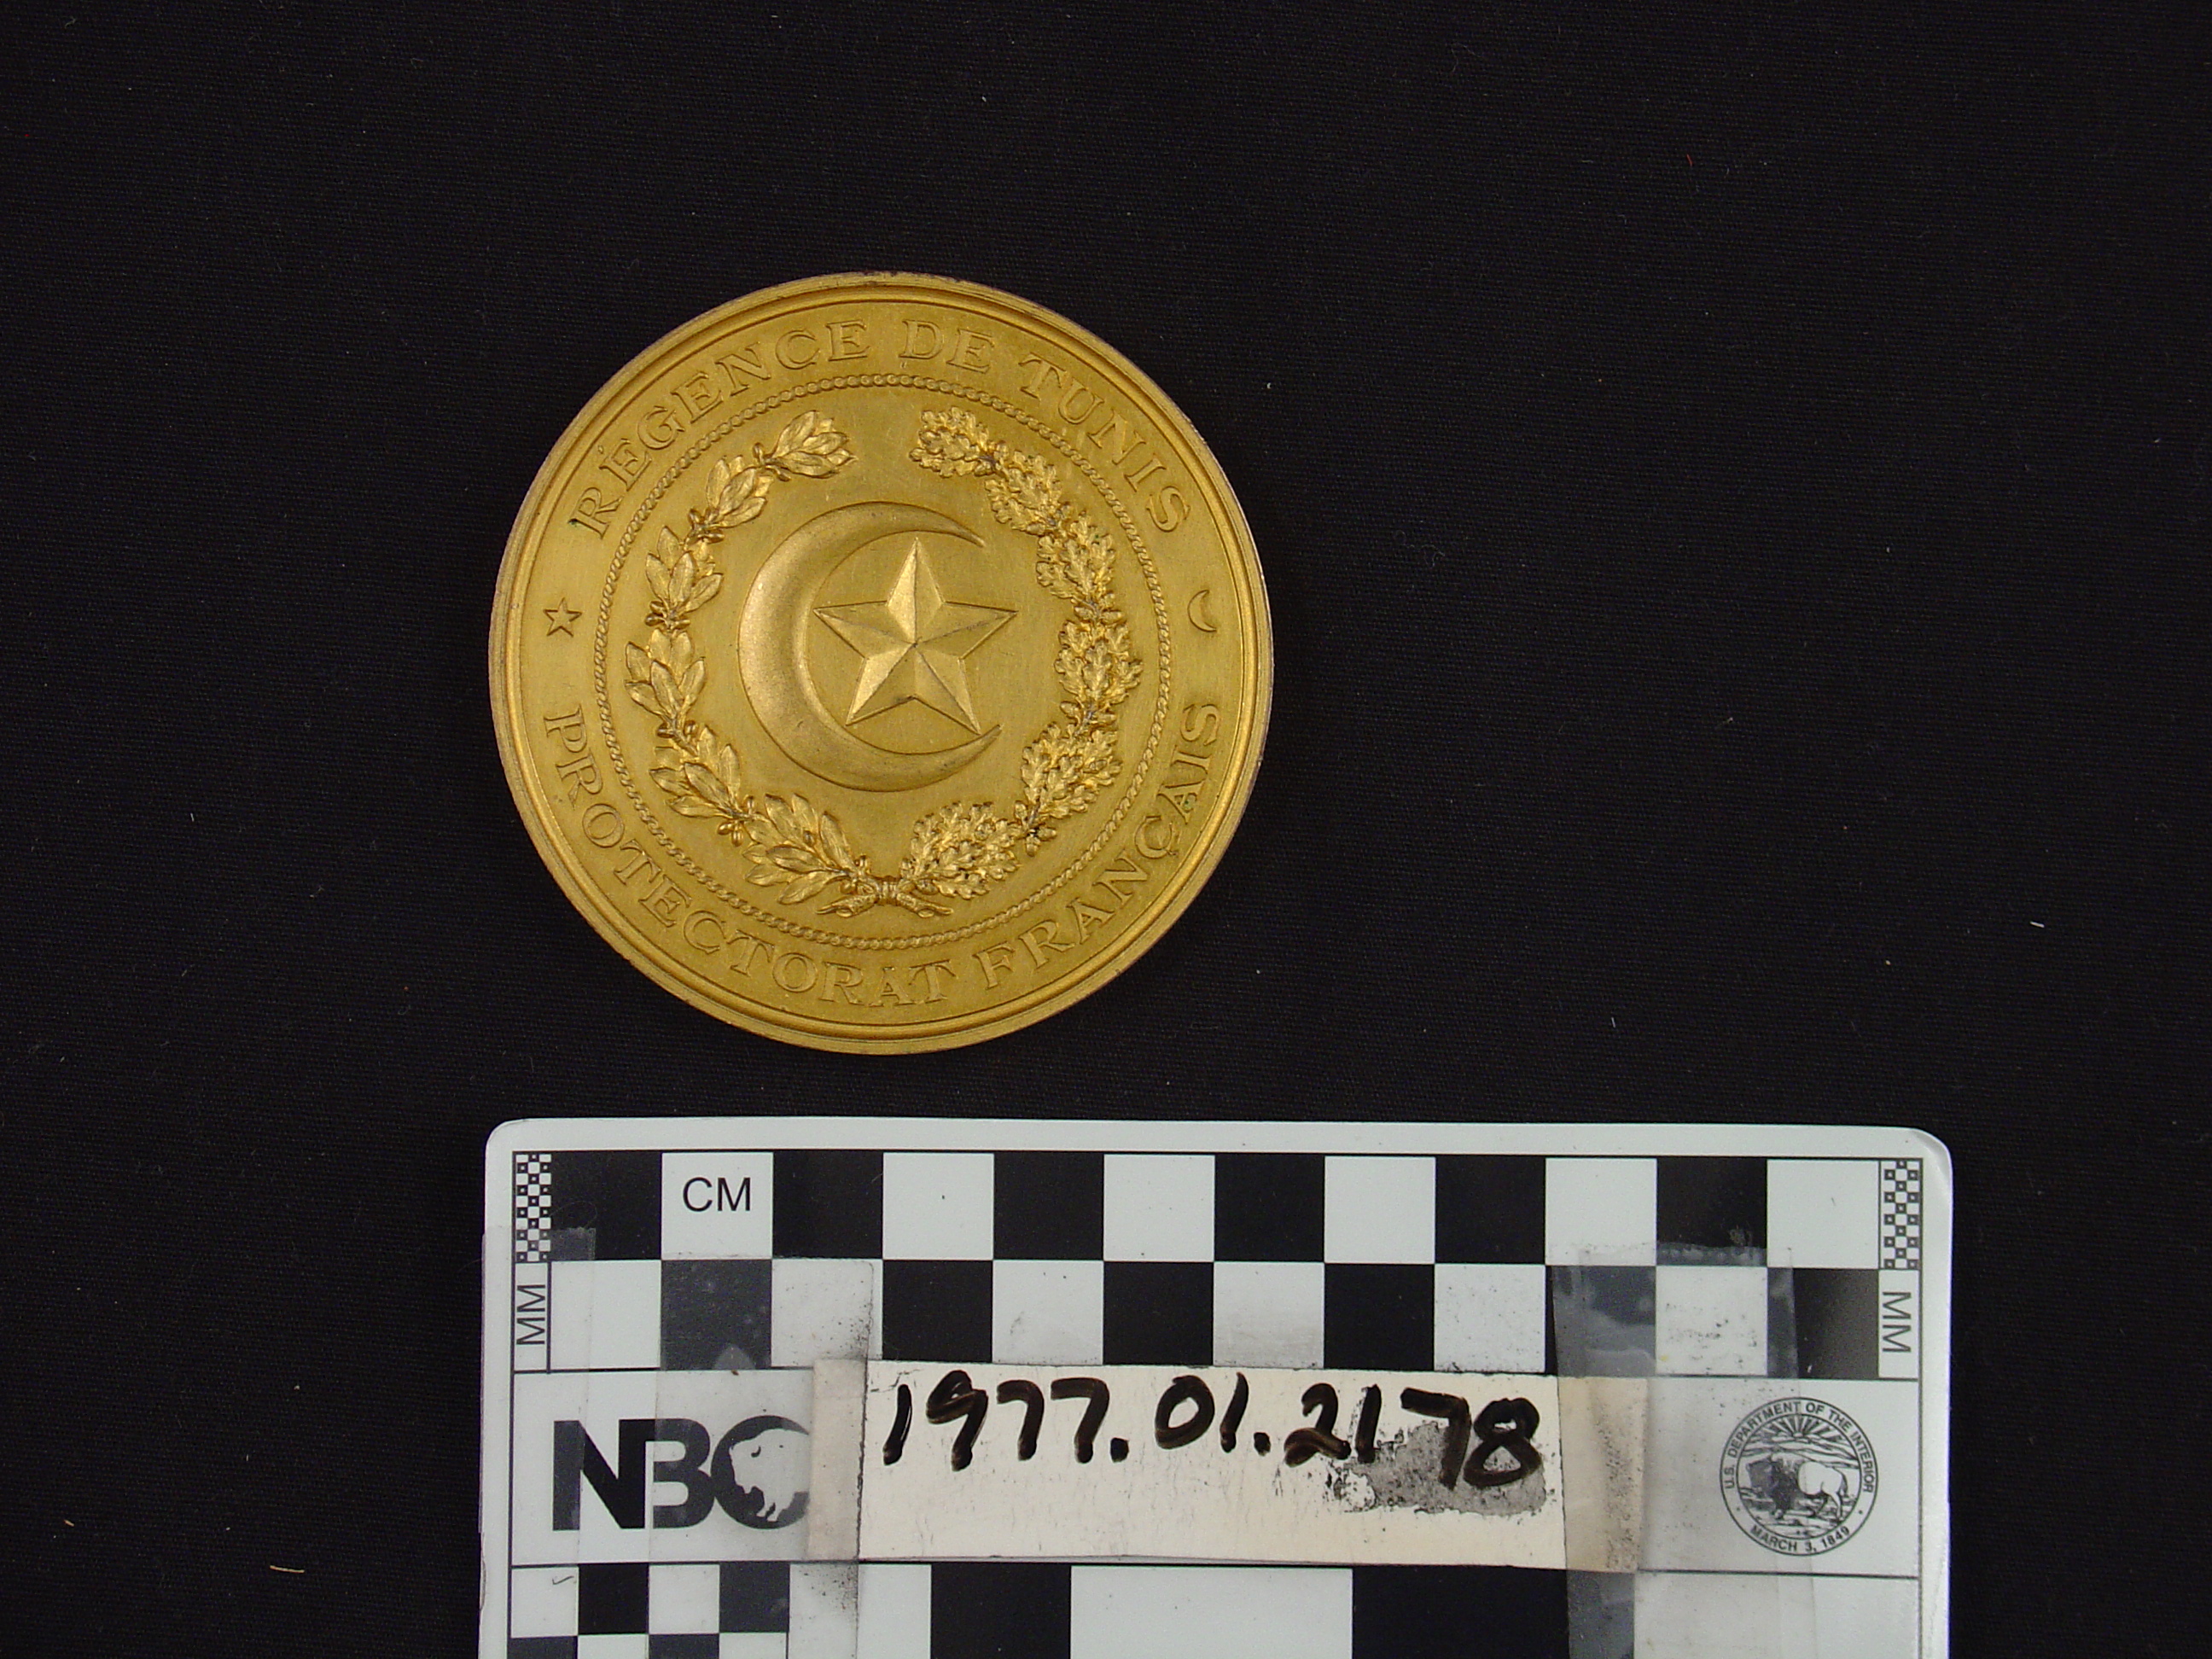 RÉGENCE DE TUNIS
PROTECTORAT FRANÇAIS
CM
MM
MM
NBC
1977.01.2178
U.S. DEPARTMENT OF THE INTERIOR
MARCH 3, 1849